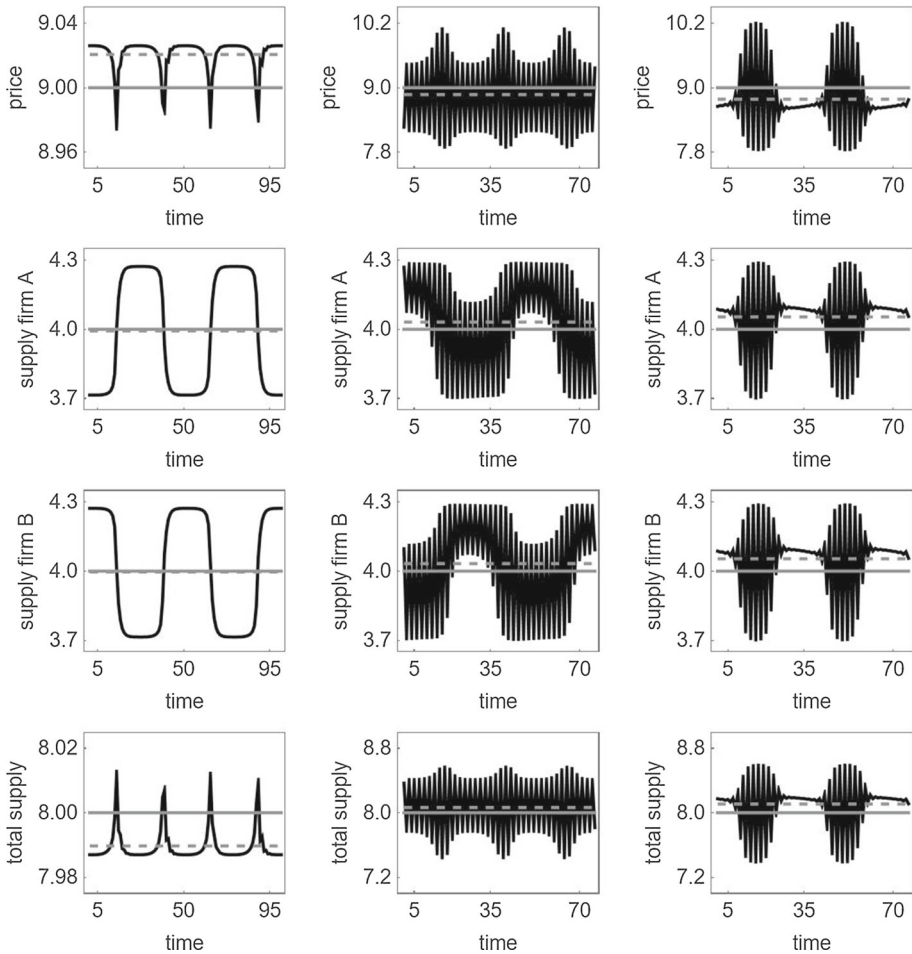 9.04 9.00 8.96 price 5 50 95 time
10.2 9.0 7.8 price 5 35 70 time
10.2 9.0 7.8 price 5 35 70 time
4.3 4.0 3.7 supply firm A 5 50 95 time
4.3 4.0 3.7 supply firm A 5 35 70 time
4.3 4.0 3.7 supply firm A 5 35 70 time
4.3 4.0 3.7 supply firm B 5 50 95 time
4.3 4.0 3.7 supply firm B 5 35 70 time
4.3 4.0 3.7 supply firm B 5 35 70 time
8.02 8.00 7.98 total supply 5 50 95 time
8.8 8.0 7.2 total supply 5 35 70 time
8.8 8.0 7.2 total supply 5 35 70 time